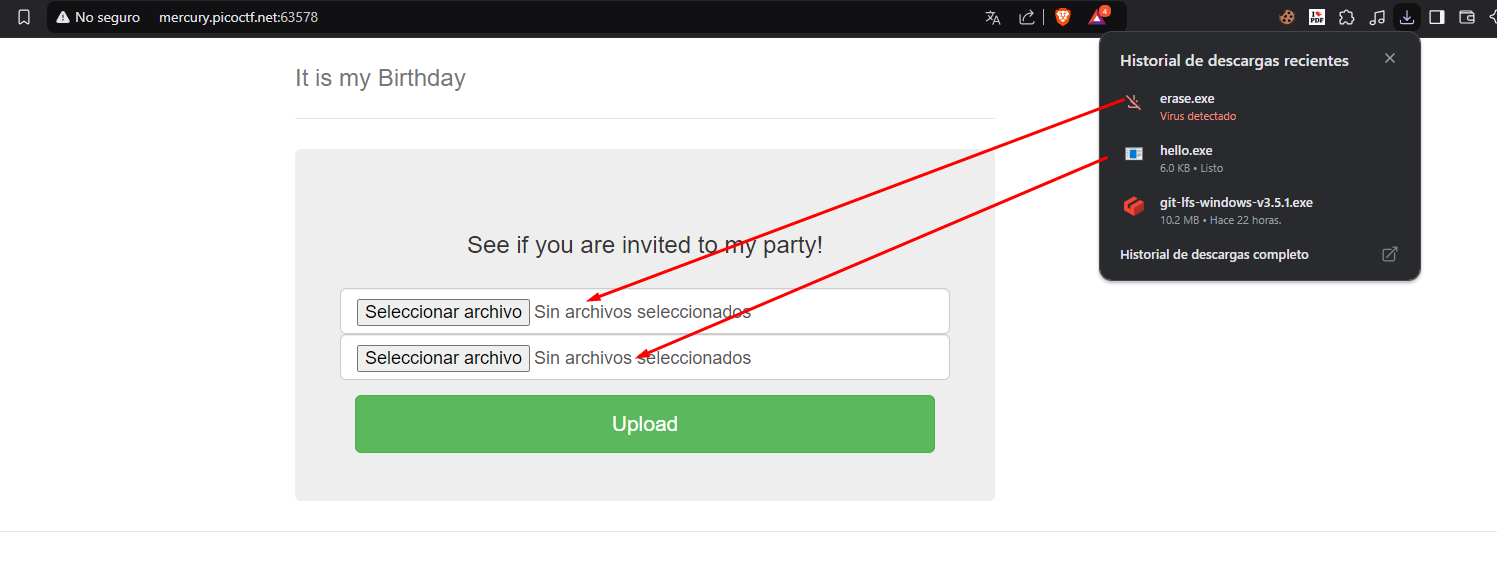 No seguro mercury.picoctf.net:63578
4
I PDF
It is my Birthday
See if you are invited to my party!
Seleccionar archivo Sin archivos seleccionados
Seleccionar archivo Sin archivos seleccionados
Upload
Historial de descargas recientes
erase.exe
Virus detectado
hello.exe
6.0 KB • Listo
git-lfs-windows-v3.5.1.exe
10.2 MB • Hace 22 horas.
Historial de descargas completo